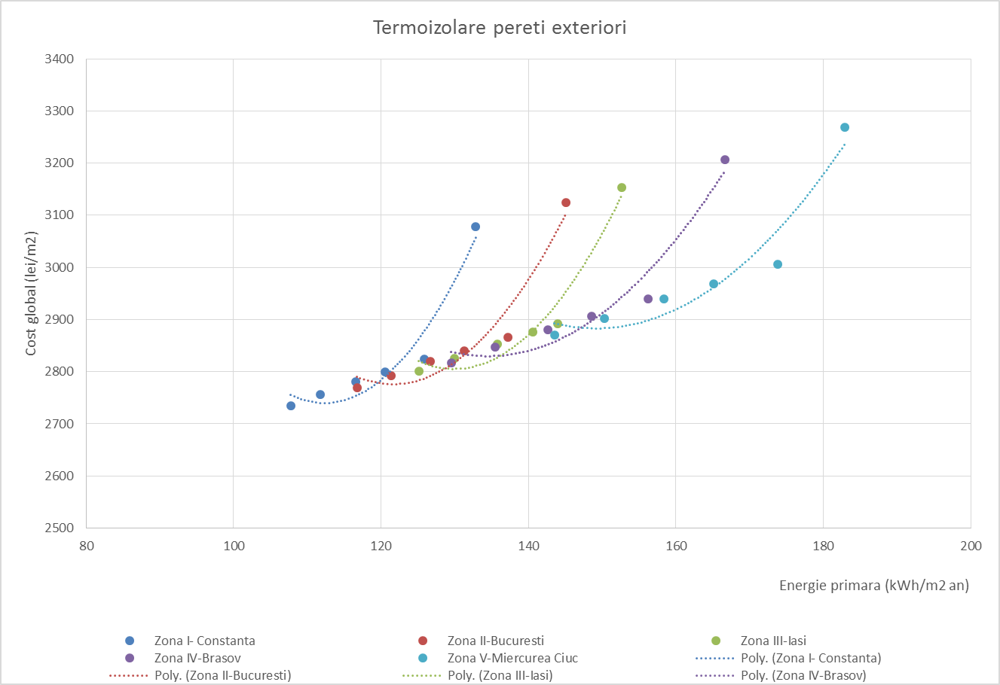 Termoizolare pereti exteriori
3400
3300
3200
3100
3000
2900
2800
2700
2600
2500
Cost global (lei/m2)
80 100 120 140 160 180 200
Energie primara (kWh/m2 an)
Zona I- Constanta Zona II-Bucuresti Zona III-Iasi
Zona IV-Brasov Zona V-Miercurea Ciuc Poly. (Zona I- Constanta)
Poly. (Zona II-Bucuresti) Poly. (Zona III-Iasi) Poly. (Zona IV-Brasov)